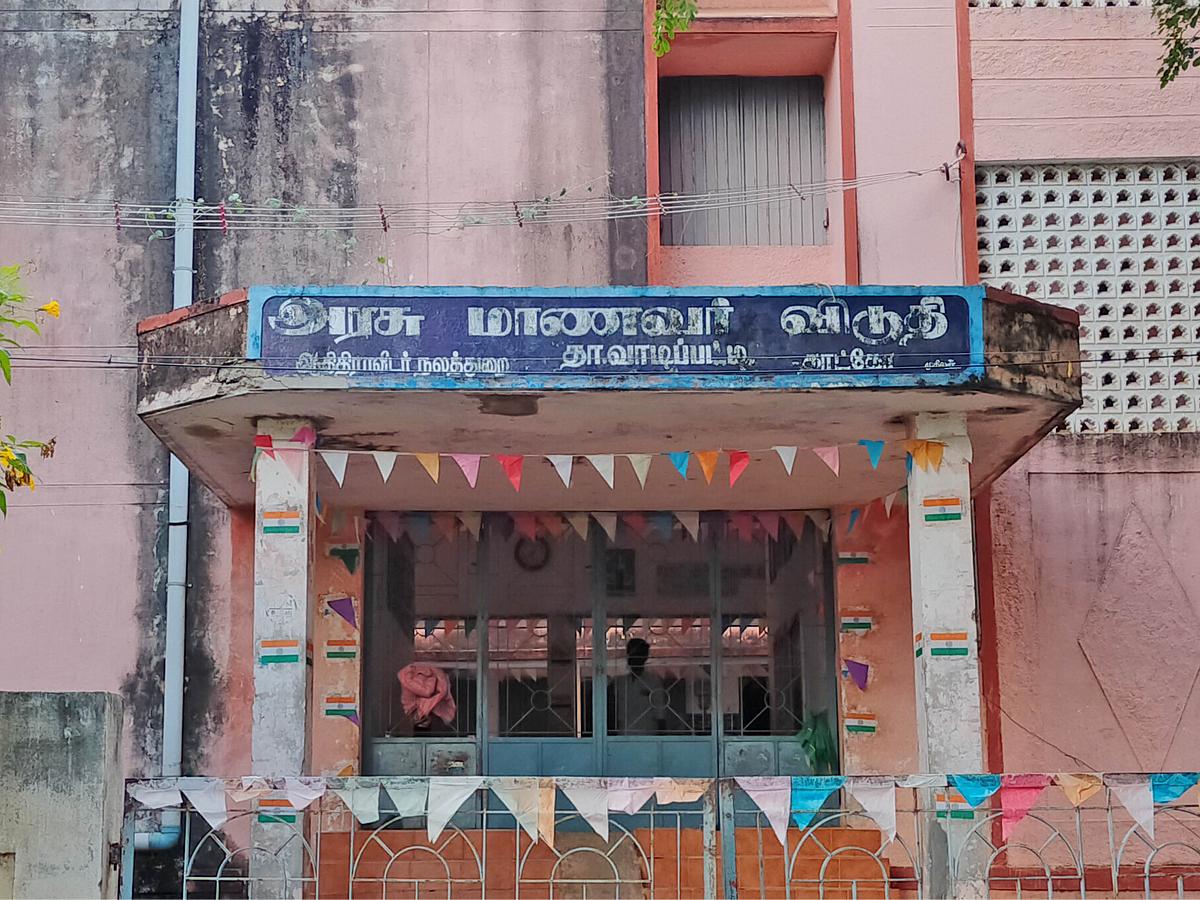 அரசு மாணவர் விடுதி
ஆதிதிராவிடர் நலத்துறை தா.வாடிப்பட்டி